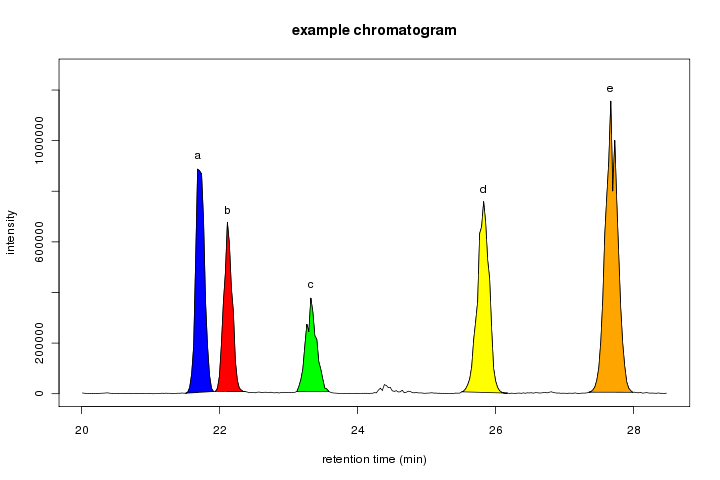 example chromatogram
e
a
d
b
c
intensity
0
200000
600000
1000000
20
22
24
26
28
retention time (min)